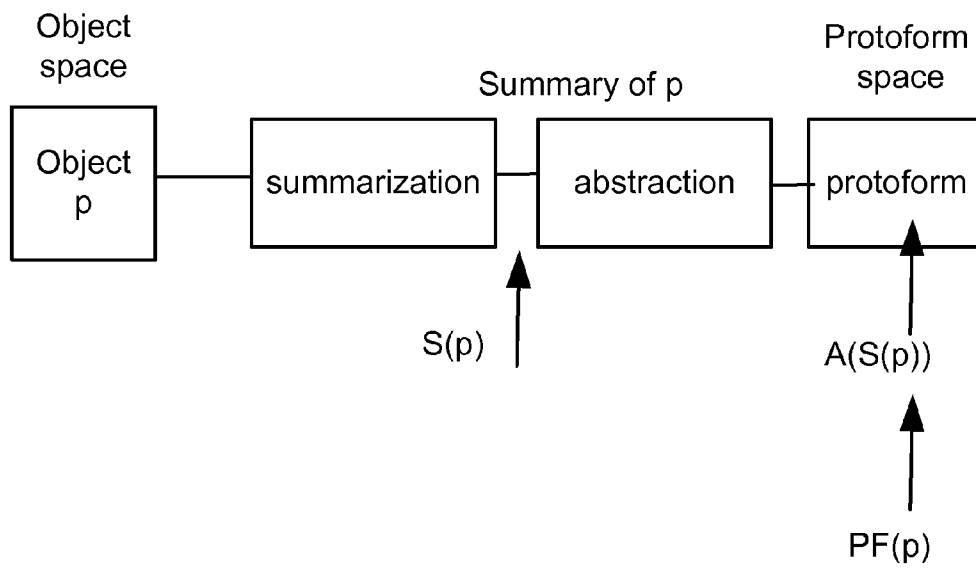 Object
space
Protoform
space
Summary of p
Object
p
summarization
abstraction
protoform
S(p)
A(S(p))
PF(p)